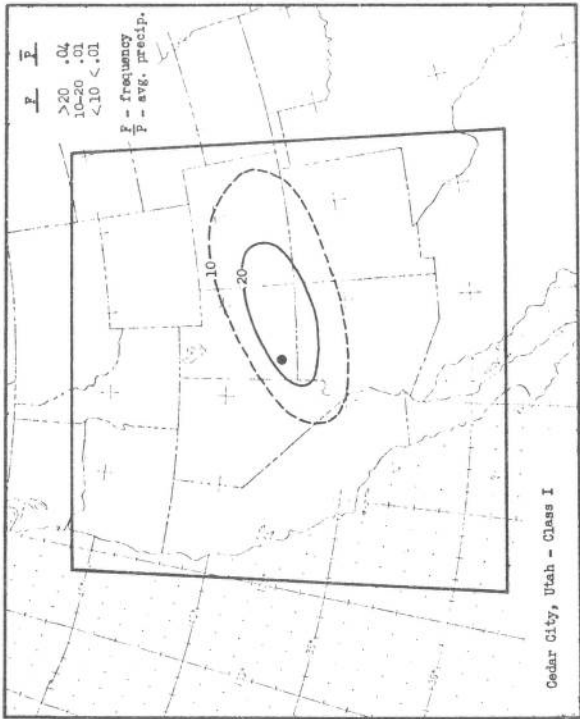 F P̅
>20 .04
10-20 .01
<10 <.01
F - frequency
P̅ - avg. precip.
10
20
Cedar City, Utah - Class I